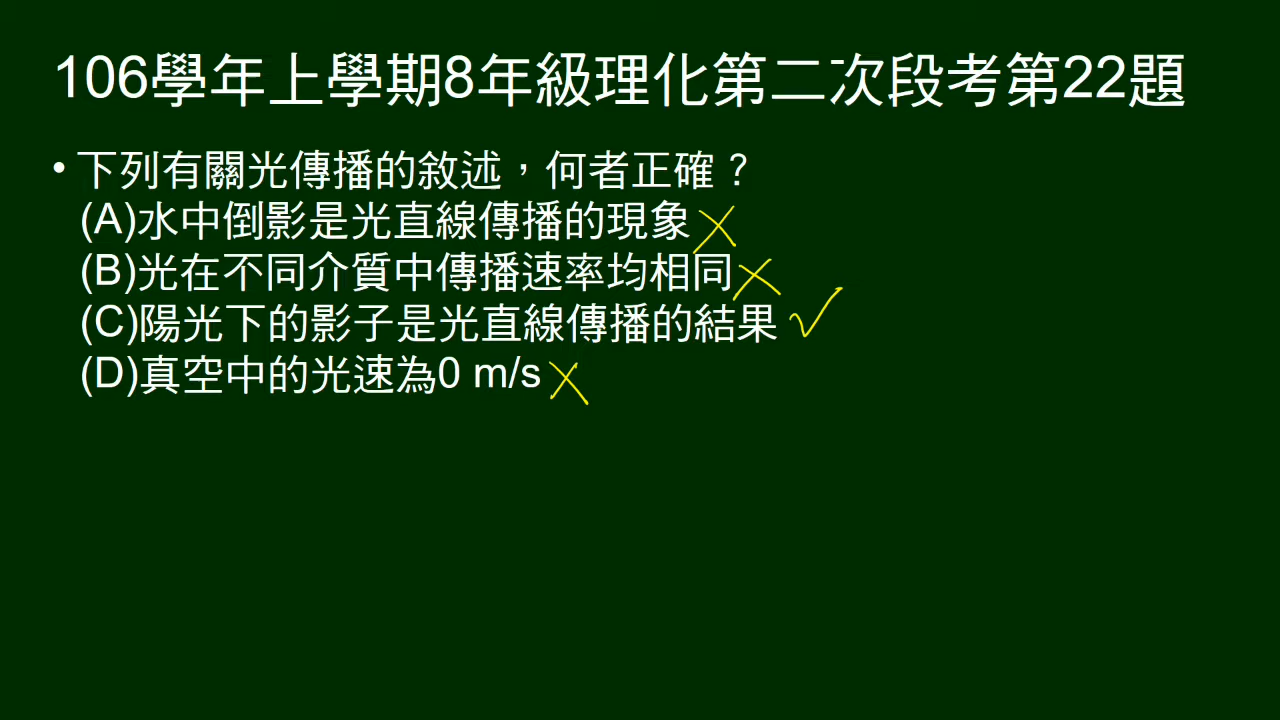 106學年上學期8年級理化第二次段考第22題
• 下列有關光傳播的敘述，何者正確？
(A)水中倒影是光直線傳播的現象
(B)光在不同介質中傳播速率均相同
(C)陽光下的影子是光直線傳播的結果
(D)真空中的光速為0 m/s